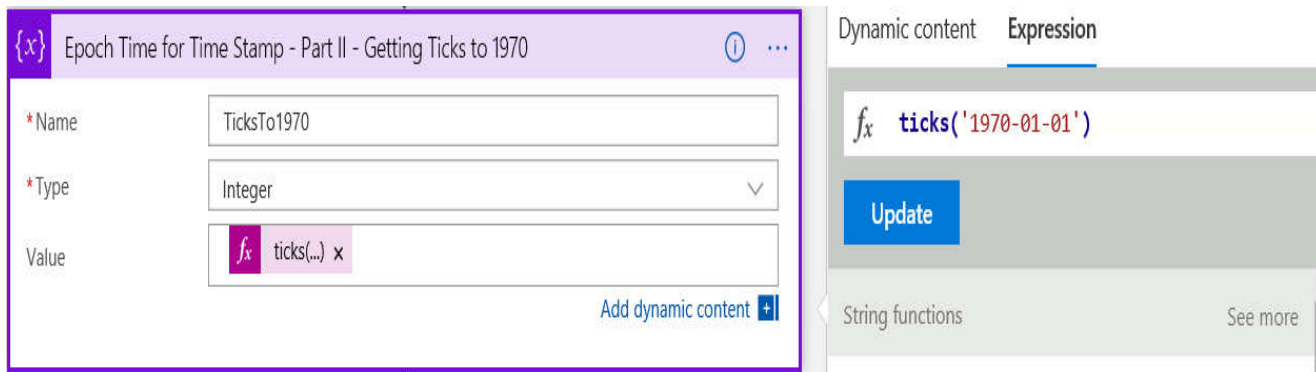 {x} Epoch Time for Time Stamp - Part II - Getting Ticks to 1970
*Name TicksTo1970
*Type Integer
Value fx ticks(...) x
Add dynamic content
Dynamic content Expression
fx ticks('1970-01-01')
Update
String functions See more